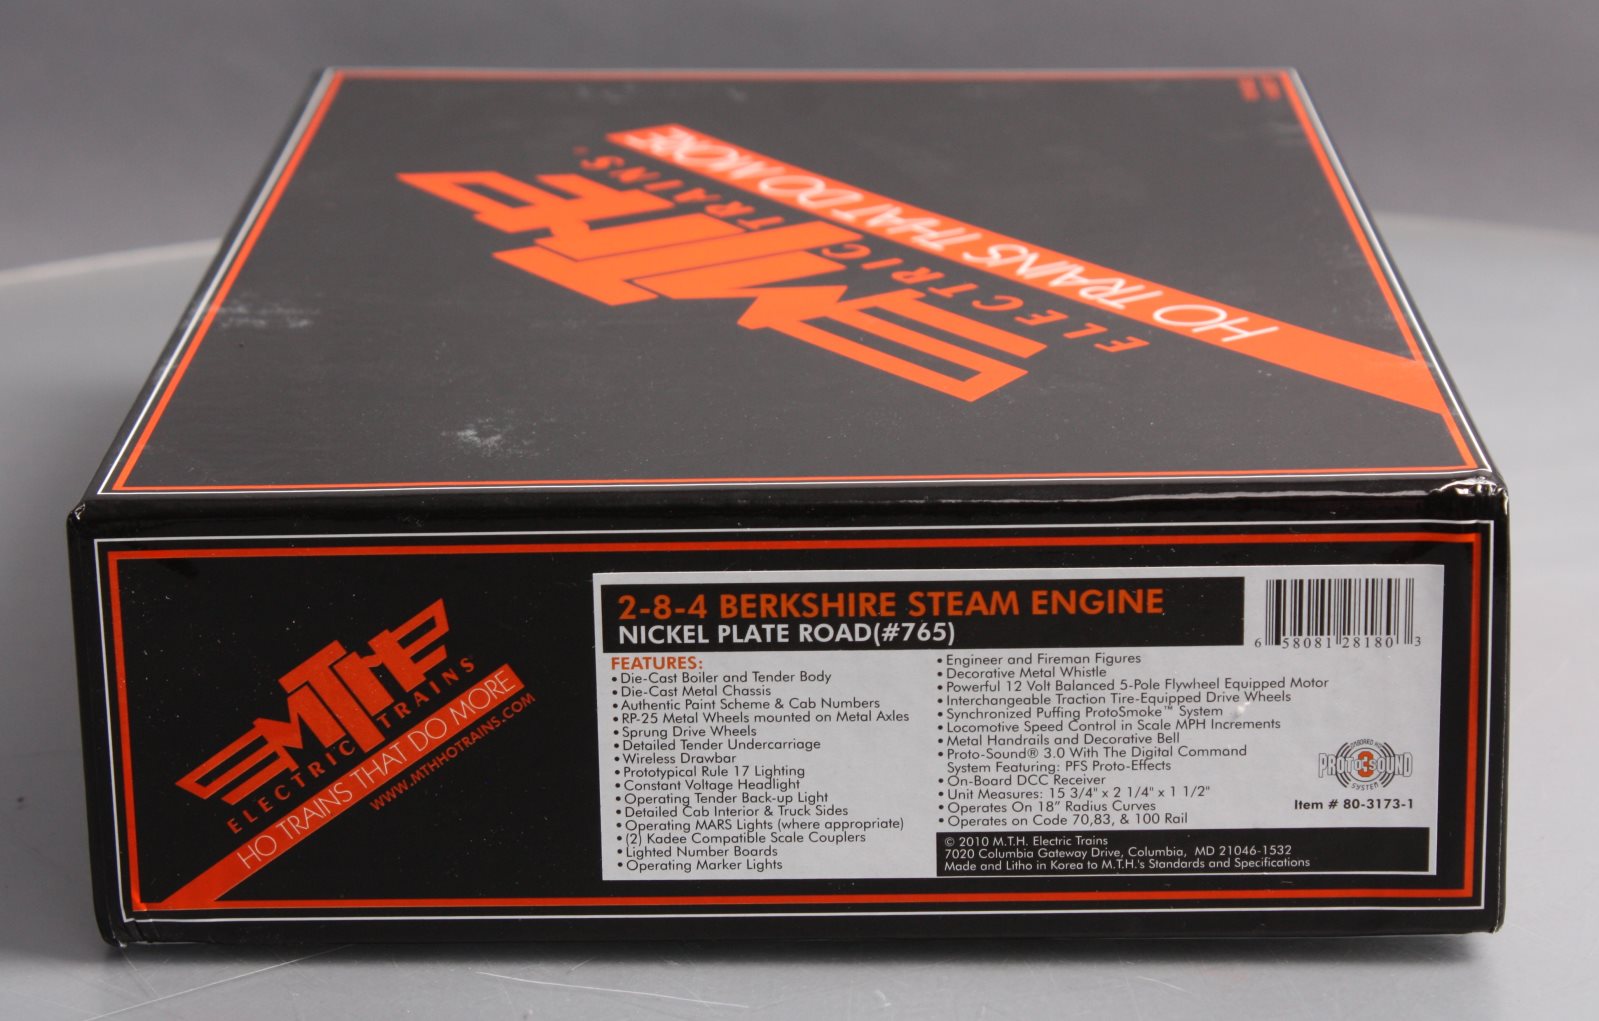 HO TRAINS THAT DO MORE
MTH
ELECTRIC TRAINS
MTH
ELECTRIC TRAINS
HO TRAINS THAT DO MORE
WWW.MTHHOTRAINS.COM
2-8-4 BERKSHIRE STEAM ENGINE
NICKEL PLATE ROAD(#765)
6 58081 28180 3
FEATURES:
• Die-Cast Boiler and Tender Body
• Die-Cast Metal Chassis
• Authentic Paint Scheme & Cab Numbers
• RP-25 Metal Wheels mounted on Metal Axles
• Sprung Drive Wheels
• Detailed Tender Undercarriage
• Wireless Drawbar
• Prototypical Rule 17 Lighting
• Constant Voltage Headlight
• Operating Tender Back-up Light
• Detailed Cab Interior & Truck Sides
• Operating MARS Lights (where appropriate)
• (2) Kadee Compatible Scale Couplers
• Lighted Number Boards
• Operating Marker Lights
• Engineer and Fireman Figures
• Decorative Metal Whistle
• Powerful 12 Volt Balanced 5-Pole Flywheel Equipped Motor
• Interchangeable Traction Tire-Equipped Drive Wheels
• Synchronized Puffing ProtoSmoke™ System
• Locomotive Speed Control in Scale MPH Increments
• Metal Handrails and Decorative Bell
• Proto-Sound® 3.0 With The Digital Command
System Featuring: PFS Proto-Effects
• On-Board DCC Receiver
• Unit Measures: 15 3/4" x 2 1/4" x 1 1/2"
• Operates On 18" Radius Curves
• Operates on Code 70,83, & 100 Rail
PROTO 3 SOUND
SYSTEM
Item # 80-3173-1
© 2010 M.T.H. Electric Trains
7020 Columbia Gateway Drive, Columbia, MD 21046-1532
Made and Litho in Korea to M.T.H.'s Standards and Specifications